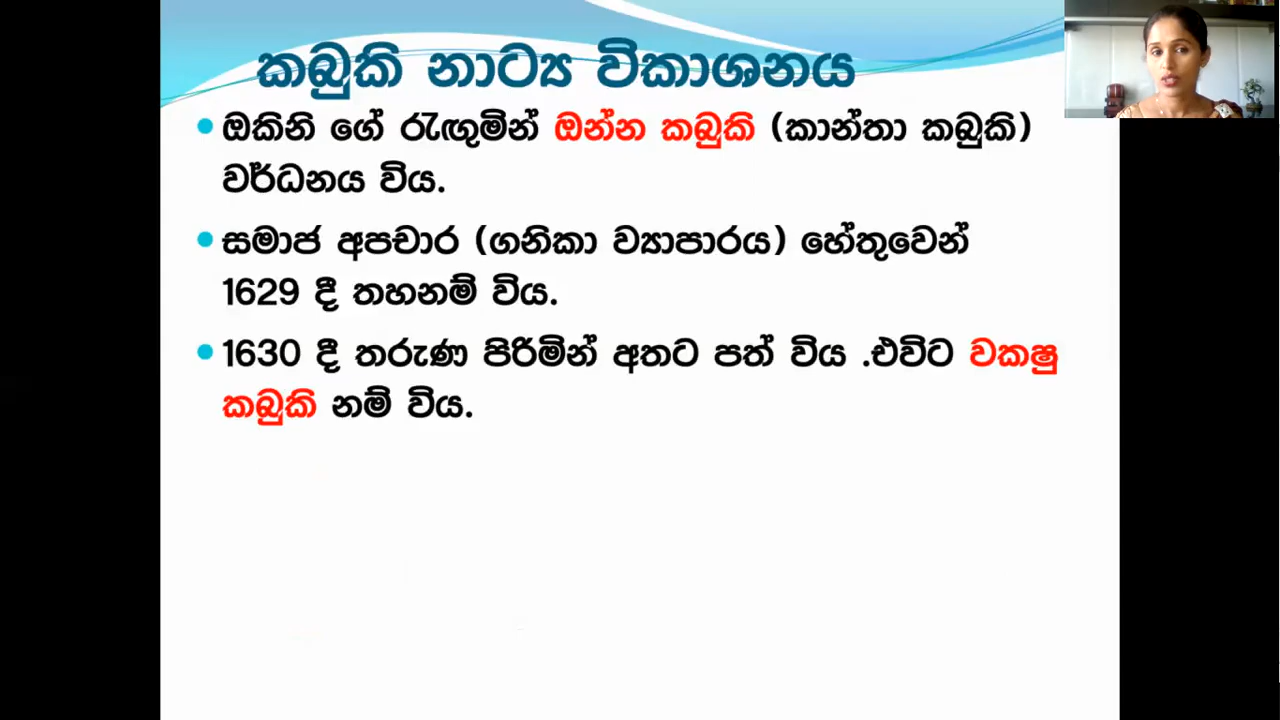 කබුකි නාට්‍ය විකාශනය
ඔකිනි ගේ රැඟුමින් ඔන්න කබුකි (කාන්තා කබුකි)
වර්ධනය විය.
සමාජ අපචාර (ගනිකා ව්‍යාපාරය) හේතුවෙන්
1629 දී තහනම් විය.
1630 දී තරුණ පිරිමින් අතට පත් විය .එවිට වකෂු
කබුකි නම් විය.